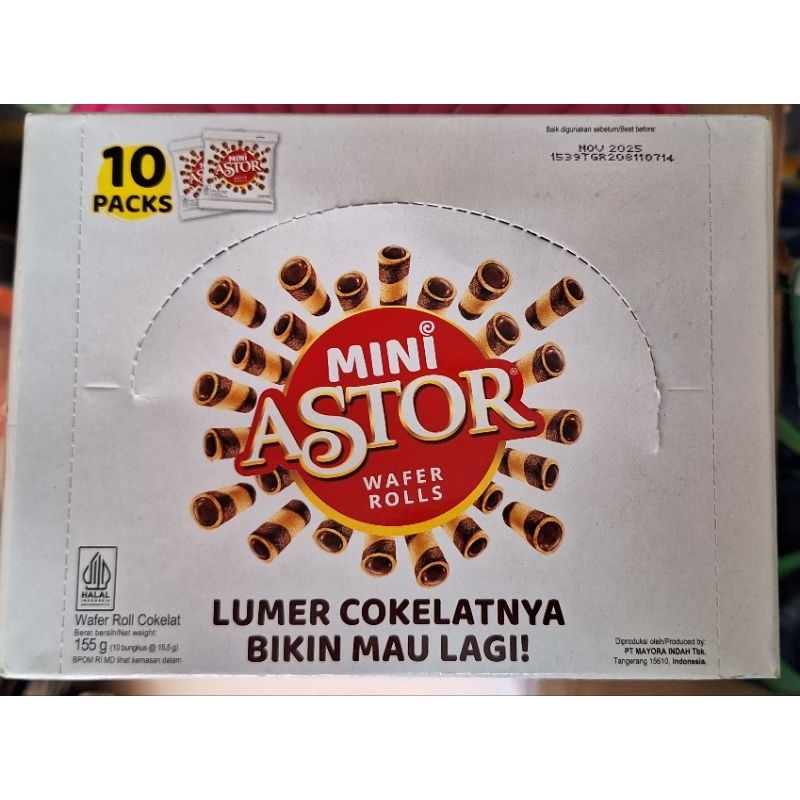 10
PACKS
MINI
ASTOR
Baik digunakan sebelum/Best before:
NOV 2025
1539TGR208110714
MINI
ASTOR®
WAFER
ROLLS
HALAL
INDONESIA
Wafer Roll Cokelat
Berat bersih/Net weight:
155 g (10 bungkus @ 15,5 g)
BPOM RI MD lihat kemasan dalam
LUMER COKELATNYA
BIKIN MAU LAGI!
Diproduksi oleh/Produced by:
PT MAYORA INDAH Tbk.
Tangerang 15610, Indonesia.